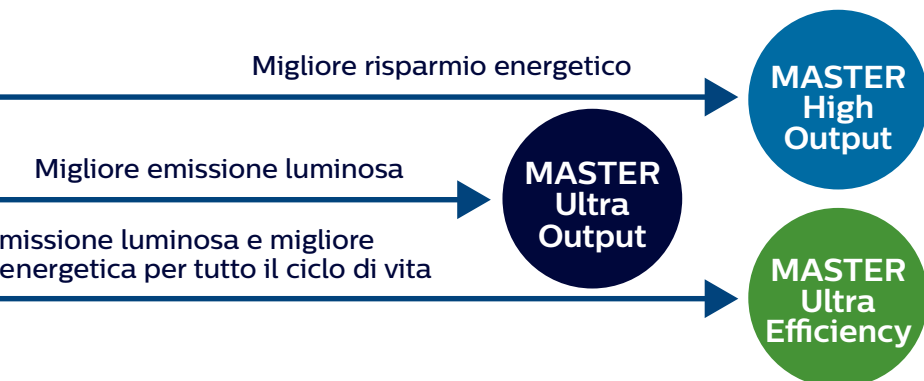 Migliore risparmio energetico
MASTER
High
Output
Migliore emissione luminosa
MASTER
Ultra
Output
missione luminosa e migliore
energetica per tutto il ciclo di vita
MASTER
Ultra
Efficiency